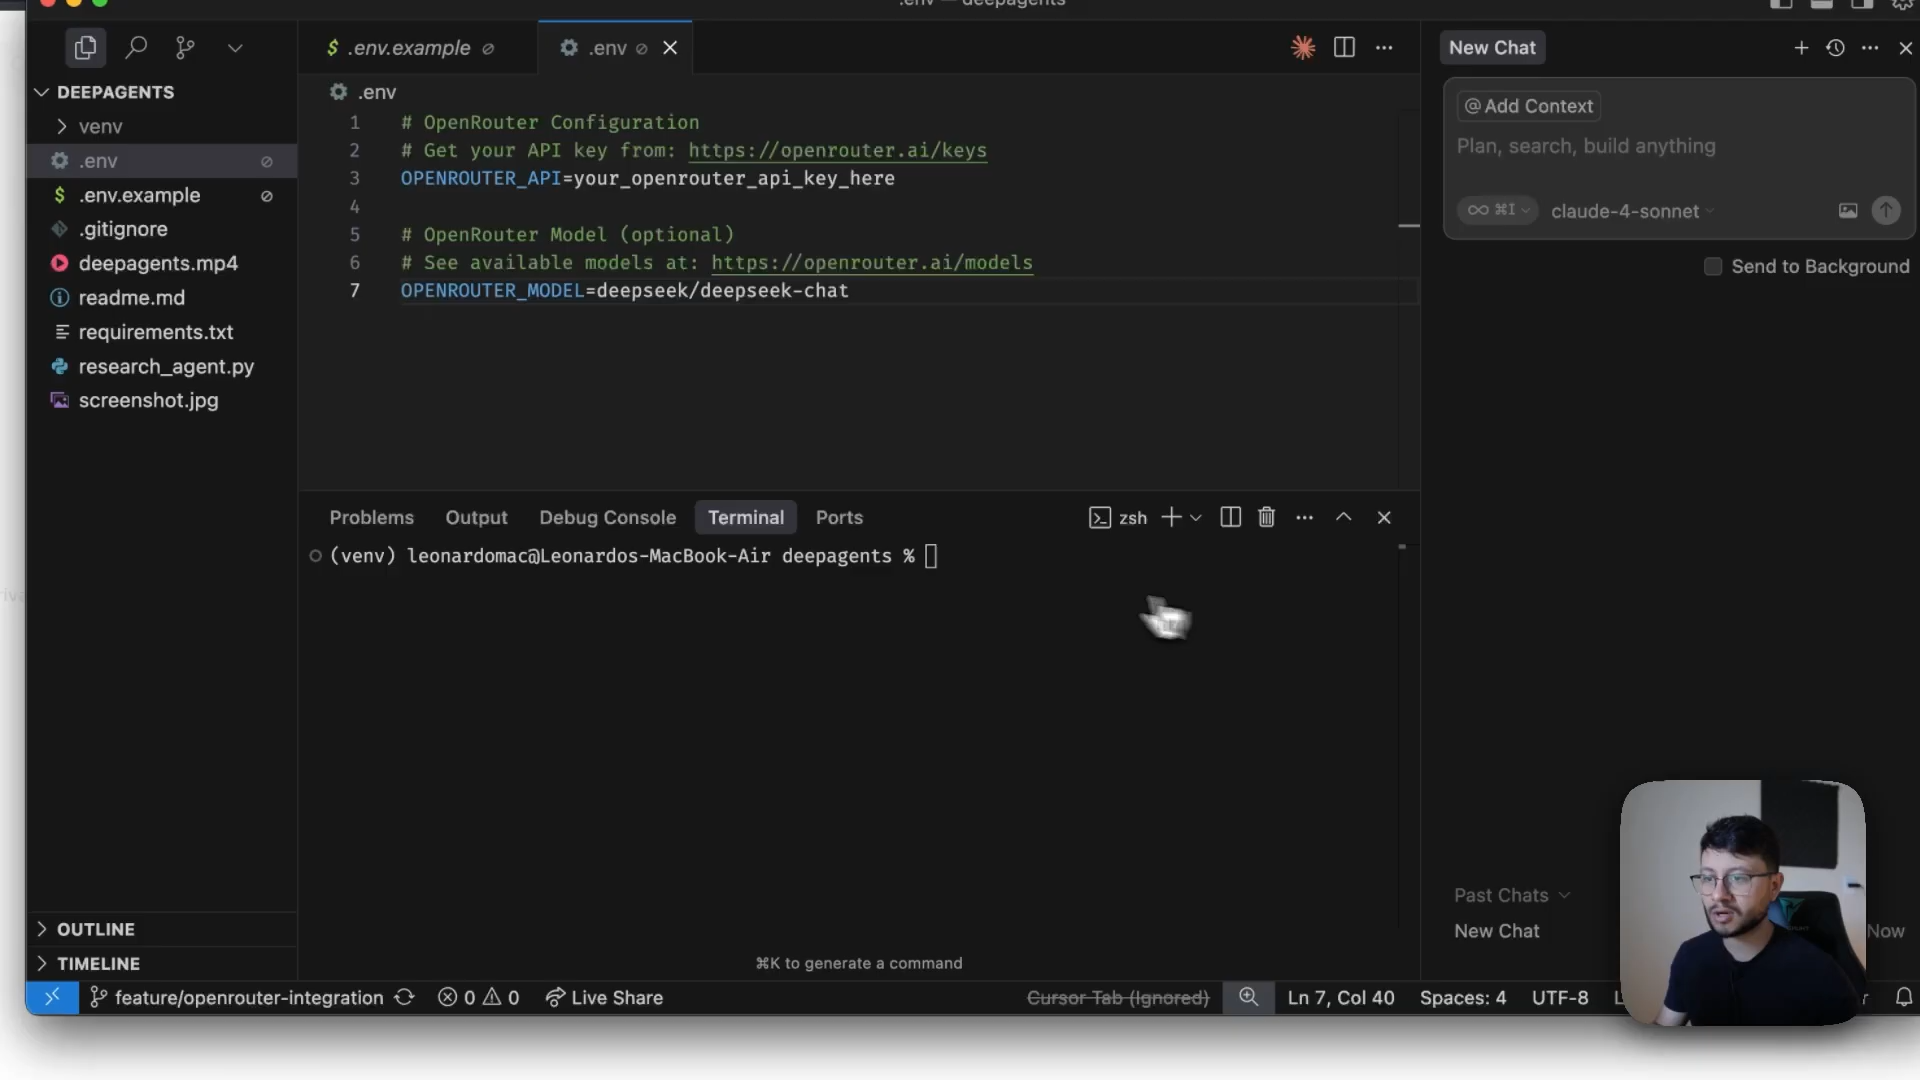 .env — deepagents
$ .env.example
.env
New Chat
DEEPAGENTS
venv
.env
$ .env.example
.gitignore
deepagents.mp4
readme.md
requirements.txt
research_agent.py
screenshot.jpg
OUTLINE
TIMELINE
.env
1 # OpenRouter Configuration
2 # Get your API key from: https://openrouter.ai/keys
3 OPENROUTER_API=your_openrouter_api_key_here
4
5 # OpenRouter Model (optional)
6 # See available models at: https://openrouter.ai/models
7 OPENROUTER_MODEL=deepseek/deepseek-chat
Problems Output Debug Console Terminal Ports
zsh
(venv) leonardomac@Leonardos-MacBook-Air deepagents %
⌘K to generate a command
@ Add Context
Plan, search, build anything
∞ ⌘I claude-4-sonnet
Send to Background
Past Chats
New Chat Now
feature/openrouter-integration 0 0 Live Share Cursor Tab (Ignored) Ln 7, Col 40 Spaces: 4 UTF-8